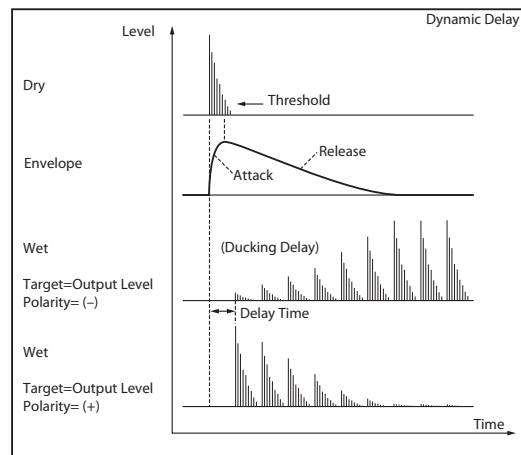 Dynamic Delay
Level
Dry
Threshold
Envelope
Release
Attack
Wet
(Ducking Delay)
Target=Output Level
Polarity= (–)
Delay Time
Wet
Target=Output Level
Polarity= (+)
Time